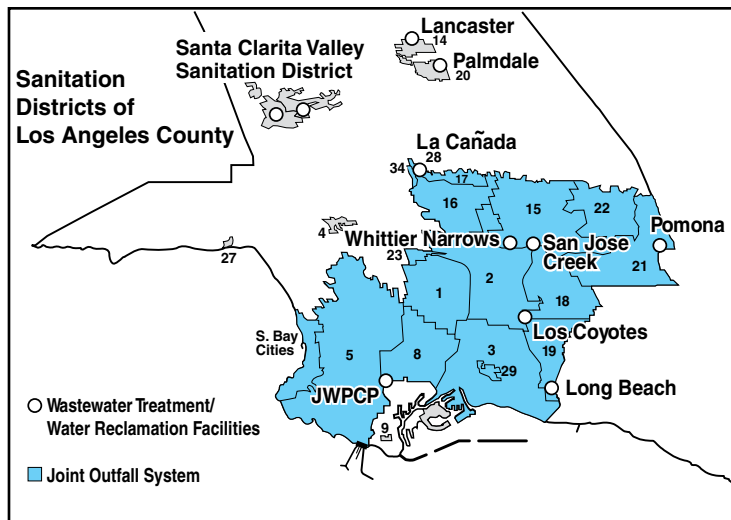 Lancaster
14
Santa Clarita Valley
Sanitation District
Palmdale
20
Sanitation
Districts of
Los Angeles County
La Cañada
28
34
17
16
15
22
4
Whittier Narrows
San Jose
Creek
Pomona
23
27
21
1
2
18
S. Bay
Cities
Los Coyotes
5
8
3
19
29
JWPCP
Long Beach
Wastewater Treatment/
Water Reclamation Facilities
9
Joint Outfall System